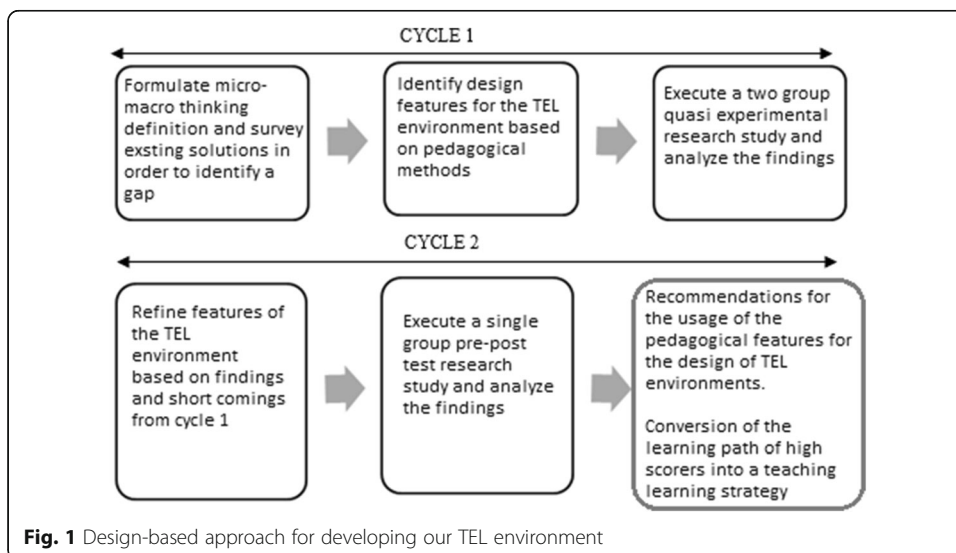 CYCLE 1
Formulate micro-
macro thinking
definition and survey
exsting solutions in
order to identify a
gap
Identify design
features for the TEL
environment based
on pedagogical
methods
Execute a two group
quasi experimental
research study and
analyze the findings
CYCLE 2
Refine features of
the TEL
environment
based on findings
and short comings
from cycle 1
Execute a single
group pre-post
test research
study and analyze
the findings
Recommendations for
the usage of the
pedagogical features for
the design of TEL
environments.
Conversion of the
learning path of high
scorers into a teaching
learning strategy
Fig. 1 Design-based approach for developing our TEL environment